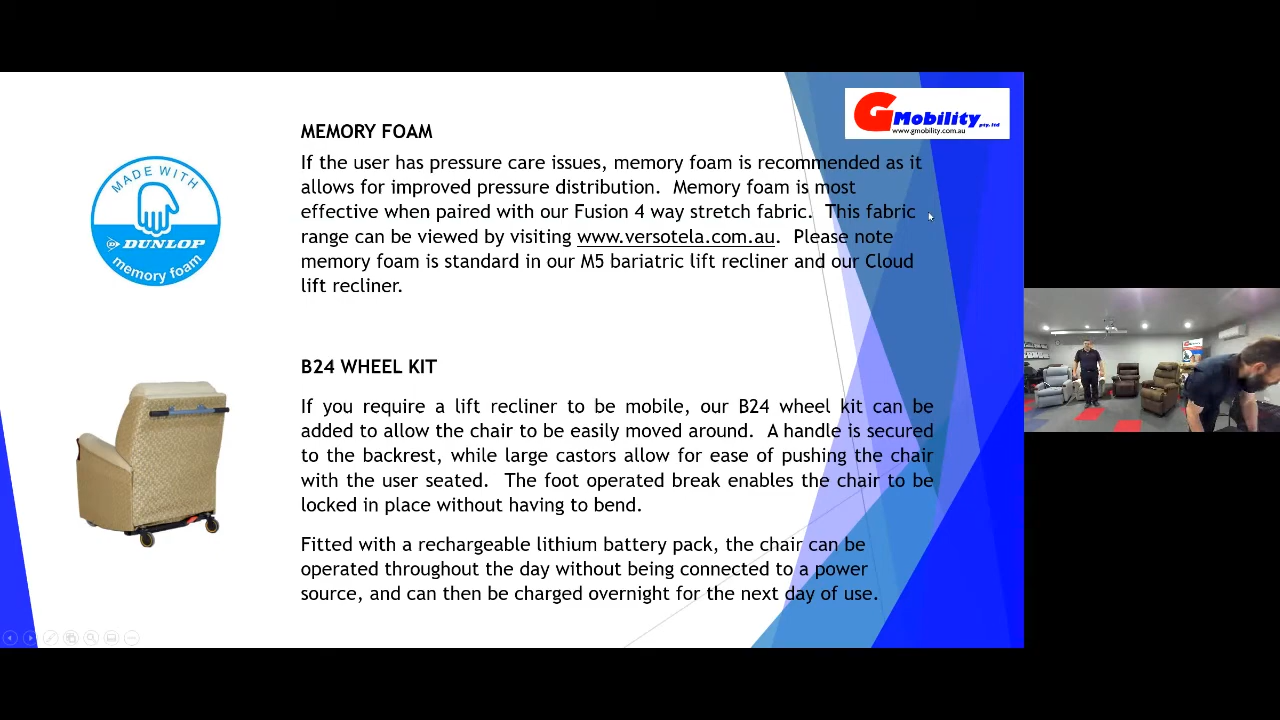 MADE WITH
DUNLOP
memory foam
GMobility pty. ltd
www.gmobility.com.au
MEMORY FOAM
If the user has pressure care issues, memory foam is recommended as it
allows for improved pressure distribution. Memory foam is most
effective when paired with our Fusion 4 way stretch fabric. This fabric
range can be viewed by visiting www.versotela.com.au. Please note
memory foam is standard in our M5 bariatric lift recliner and our Cloud
lift recliner.
B24 WHEEL KIT
If you require a lift recliner to be mobile, our B24 wheel kit can be
added to allow the chair to be easily moved around. A handle is secured
to the backrest, while large castors allow for ease of pushing the chair
with the user seated. The foot operated break enables the chair to be
locked in place without having to bend.
Fitted with a rechargeable lithium battery pack, the chair can be
operated throughout the day without being connected to a power
source, and can then be charged overnight for the next day of use.